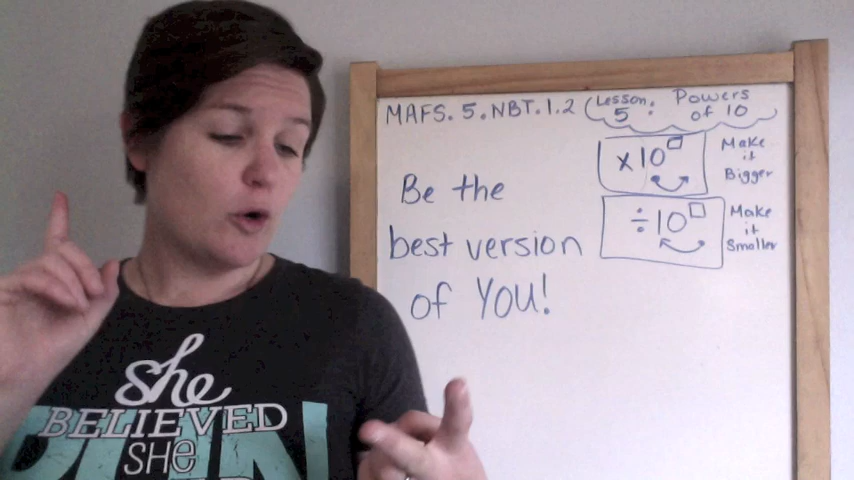 MAFS.5.NBT.1.2
Lesson: Powers
5 of 10
x10□
Make
it
Bigger
÷10□
Make
it
Smaller
Be the
best version
of YOU!
she
BELIEVED
SHE